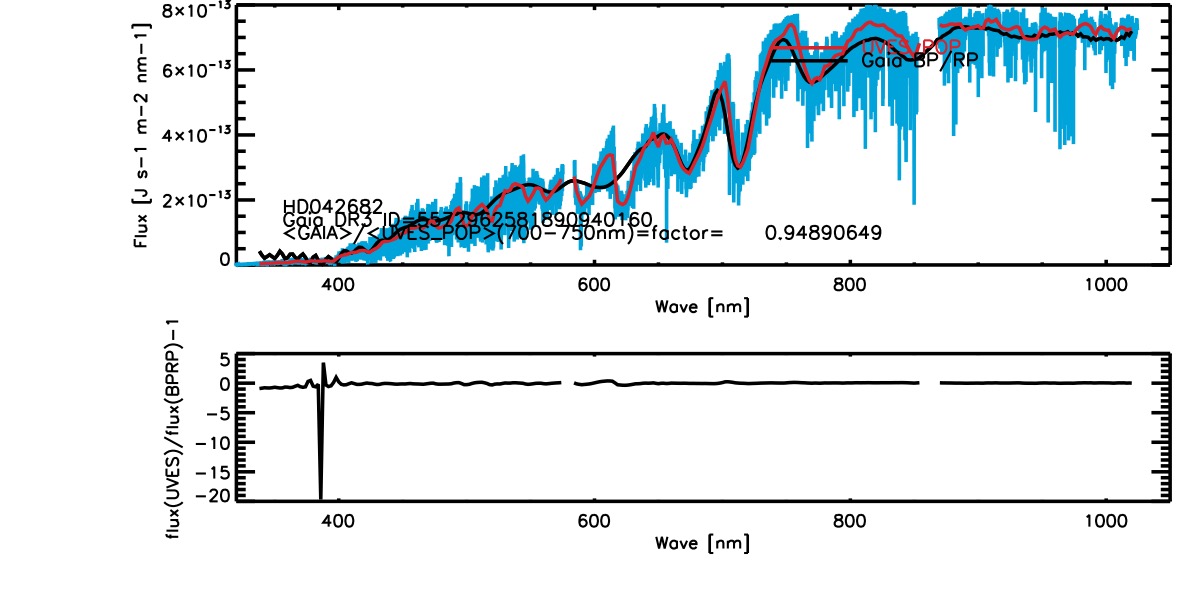 8×10⁻¹³
6×10⁻¹³
4×10⁻¹³
2×10⁻¹³
0
Flux [J s−1 m−2 nm−1]
UVES_POP
Gaia BP/RP
HD042682
Gaia DR3
<GAIA>/<UVES_POP>(700−750nm)=factor= 0.94890649
400 600 800 1000
Wave [nm]
flux(UVES)/flux(BPRP)−1
5
0
−5
−10
−15
−20
400 600 800 1000
Wave [nm]